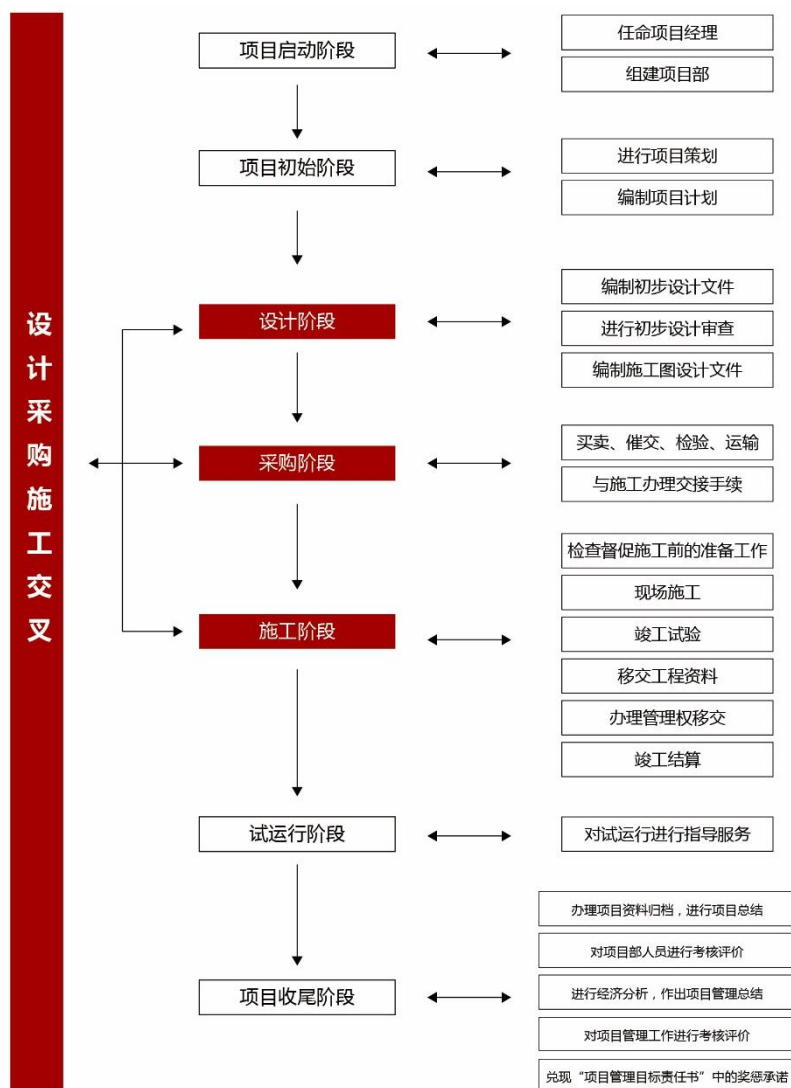 设计采购施工交叉
项目启动阶段
任命项目经理
组建项目部
项目初始阶段
进行项目策划
编制项目计划
设计阶段
编制初步设计文件
进行初步设计审查
编制施工图设计文件
采购阶段
买卖、催交、检验、运输
与施工办理交接手续
施工阶段
检查督促施工前的准备工作
现场施工
竣工试验
移交工程资料
办理管理权移交
竣工结算
试运行阶段
对试运行进行指导服务
项目收尾阶段
办理项目资料归档，进行项目总结
对项目部人员进行考核评价
进行经济分析，作出项目管理总结
对项目管理工作进行考核评价
兑现“项目管理目标责任书”中的奖惩承诺